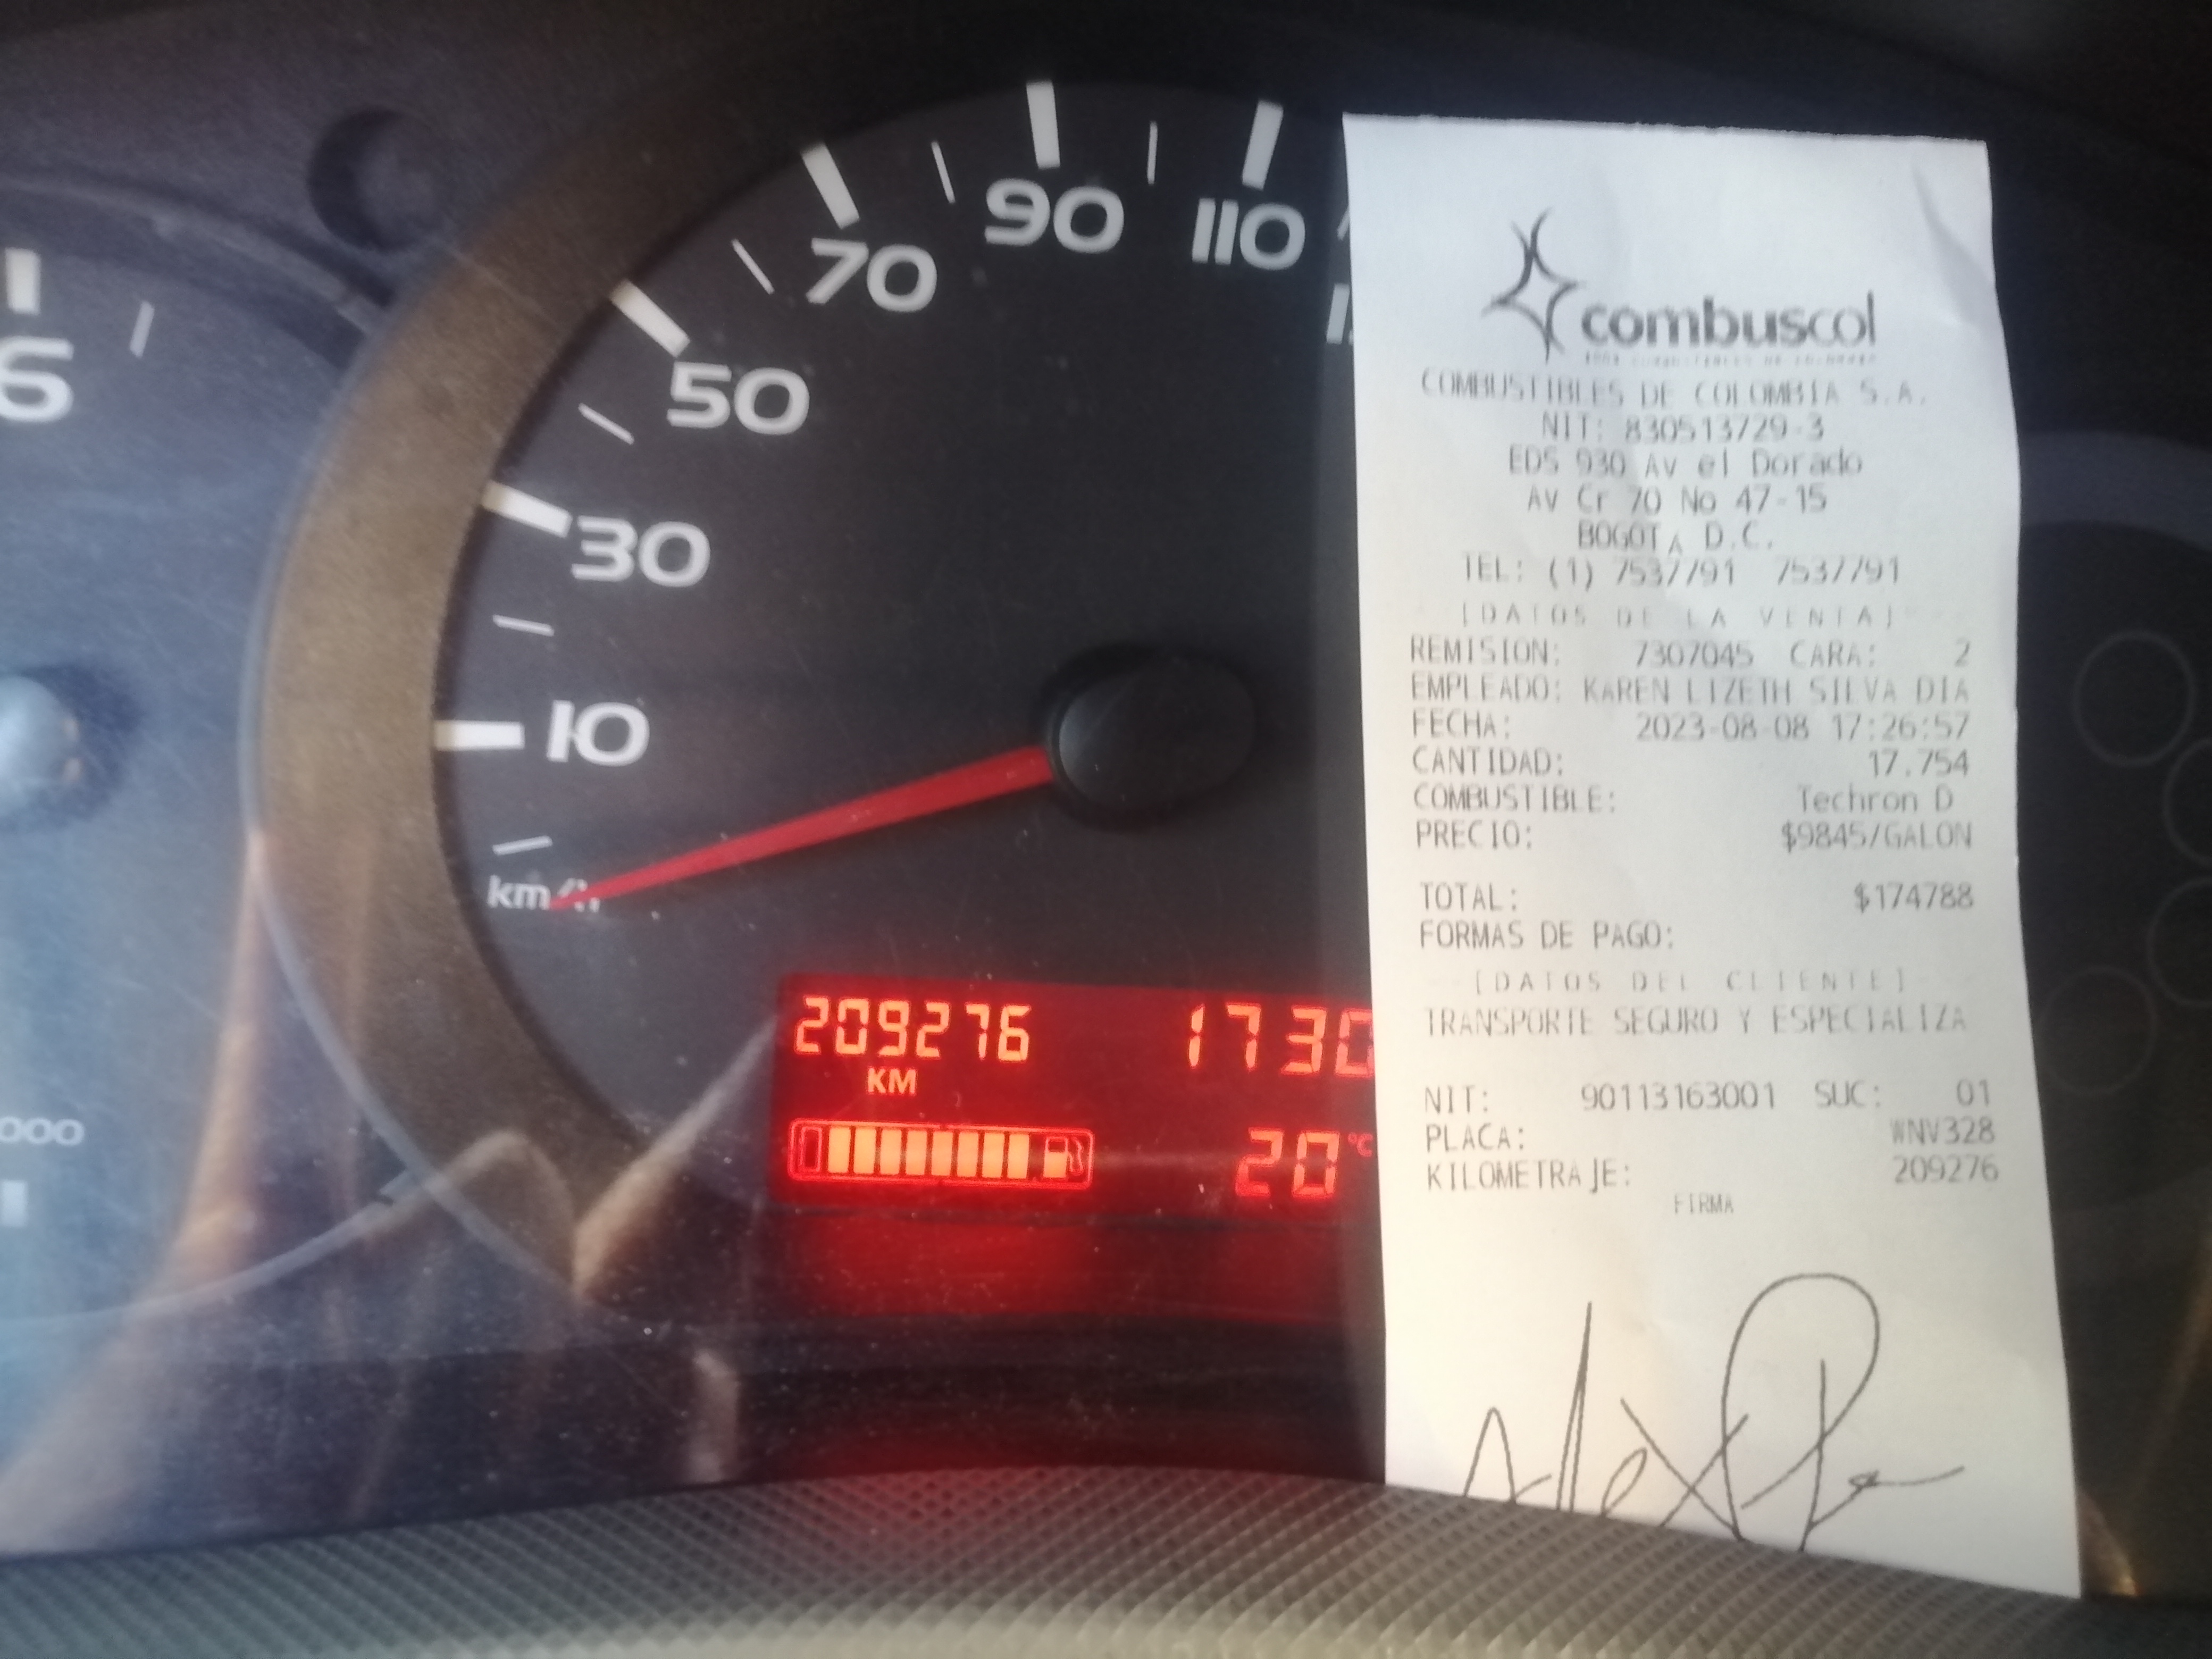 6
000
10
30
50
70
90
110
km/h
209276 1730
KM
20 °C
combuscol
COMBUSTIBLES DE COLOMBIA S.A.
NIT: 830513729-3
EDS 930 Av el Dorado
Av Cr 70 No 47-15
BOGOTA D.C.
TEL: (1) 7537791 7537791
[DATOS DE LA VENTA]
REMISION: 7307045 CARA: 2
EMPLEADO: KAREN LIZETH SILVA DIA
FECHA: 2023-08-08 17:26:57
CANTIDAD: 17.754
COMBUSTIBLE: Techron D
PRECIO: $9845/GALON
TOTAL: $174788
FORMAS DE PAGO:
[DATOS DEL CLIENTE]
TRANSPORTE SEGURO Y ESPECIALIZA
NIT: 90113163001 SUC: 01
PLACA: WNV328
KILOMETRAJE: 209276
FIRMA